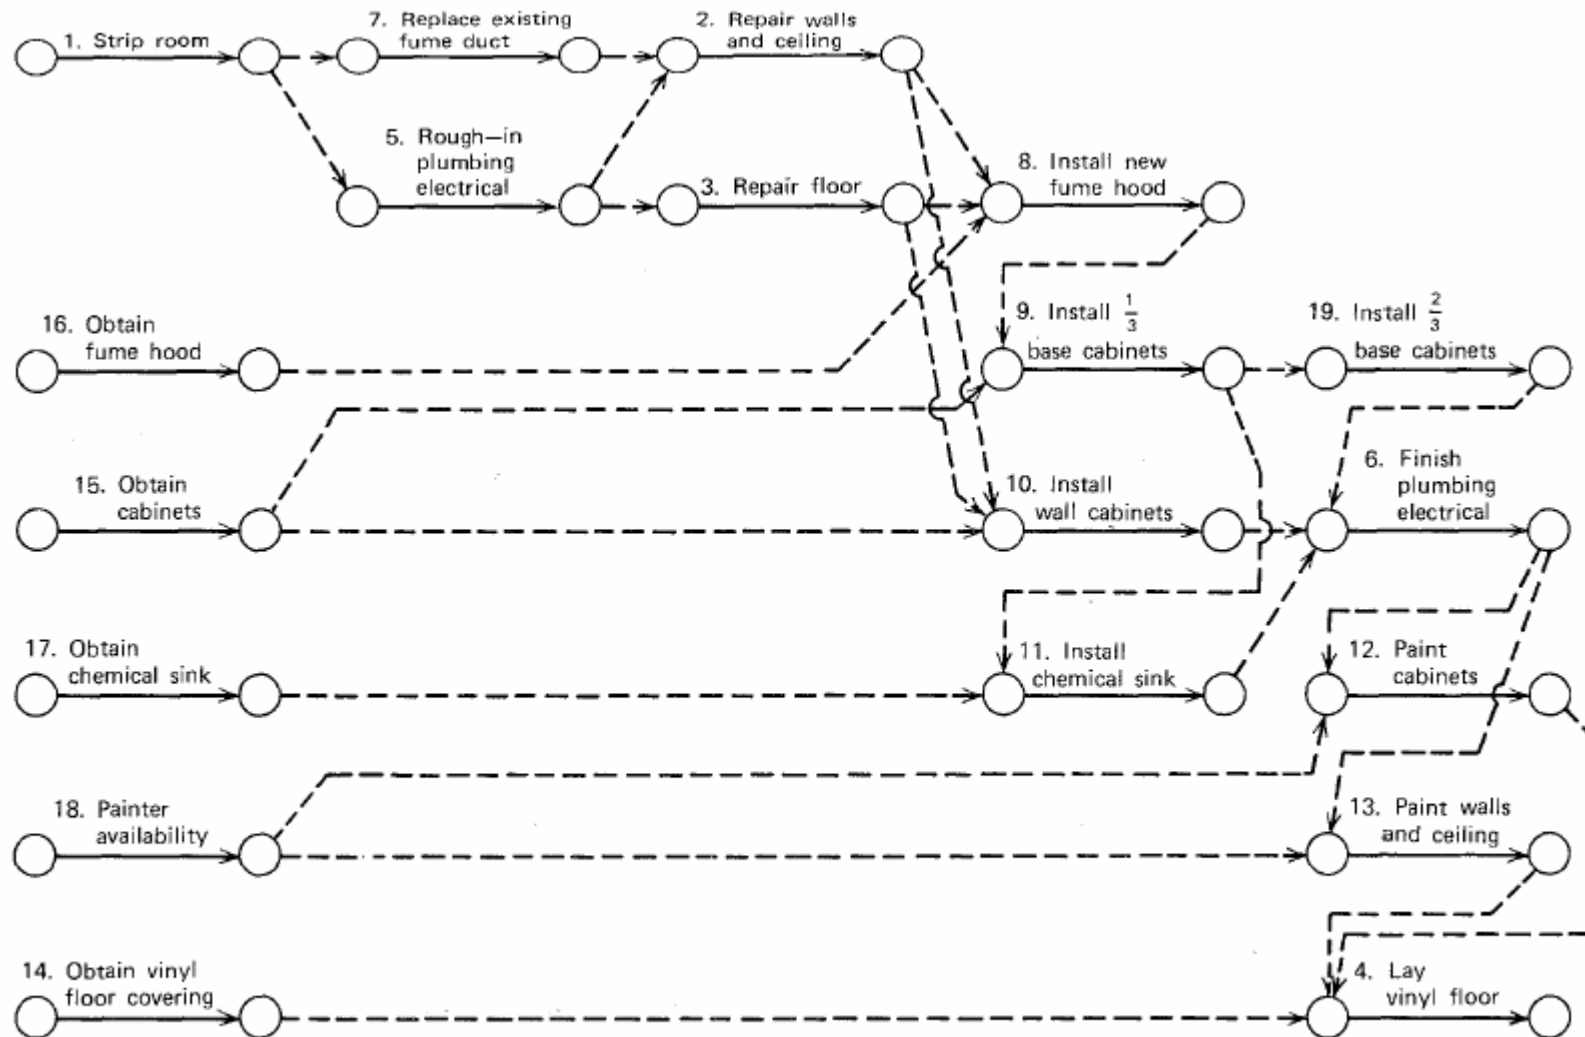 1. Strip room
7. Replace existing
fume duct
2. Repair walls
and ceiling
5. Rough—in
plumbing
electrical
3. Repair floor
8. Install new
fume hood
16. Obtain
fume hood
9. Install 1/3
base cabinets
19. Install 2/3
base cabinets
15. Obtain
cabinets
10. Install
wall cabinets
6. Finish
plumbing
electrical
17. Obtain
chemical sink
11. Install
chemical sink
12. Paint
cabinets
18. Painter
availability
13. Paint walls
and ceiling
14. Obtain vinyl
floor covering
4. Lay
vinyl floor